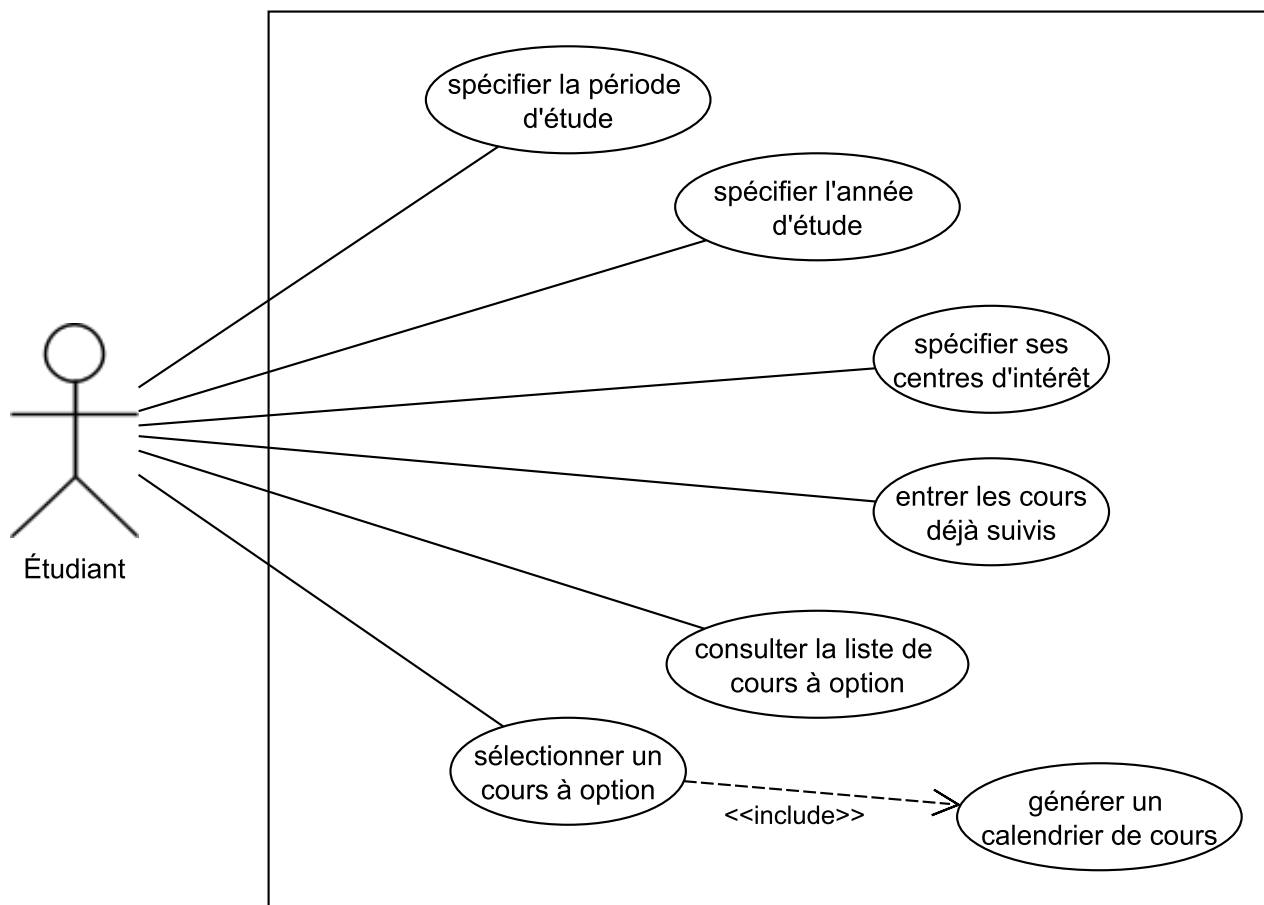 spécifier la période
d'étude
spécifier l'année
d'étude
spécifier ses
centres d'intérêt
entrer les cours
déjà suivis
Étudiant
consulter la liste de
cours à option
sélectionner un
cours à option
<<include>>
générer un
calendrier de cours